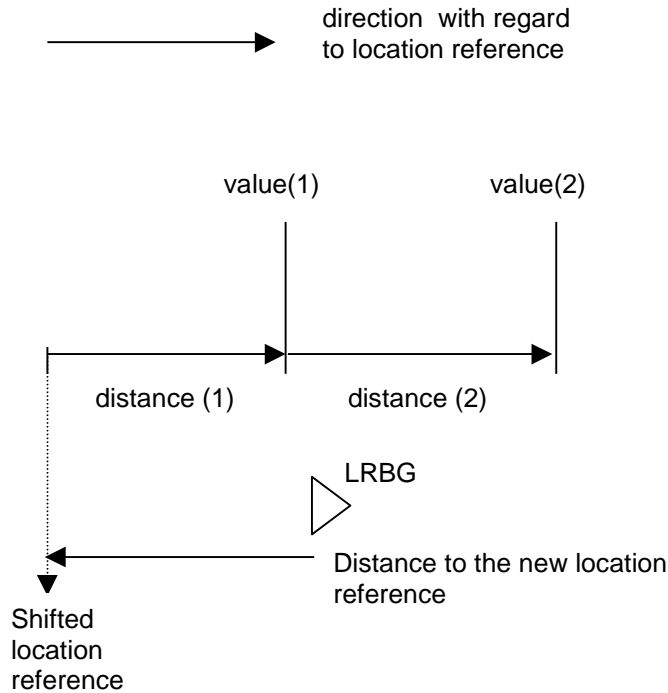 direction with regard
to location reference
value(1)
value(2)
distance (1)
distance (2)
LRBG
Distance to the new location
reference
Shifted
location
reference